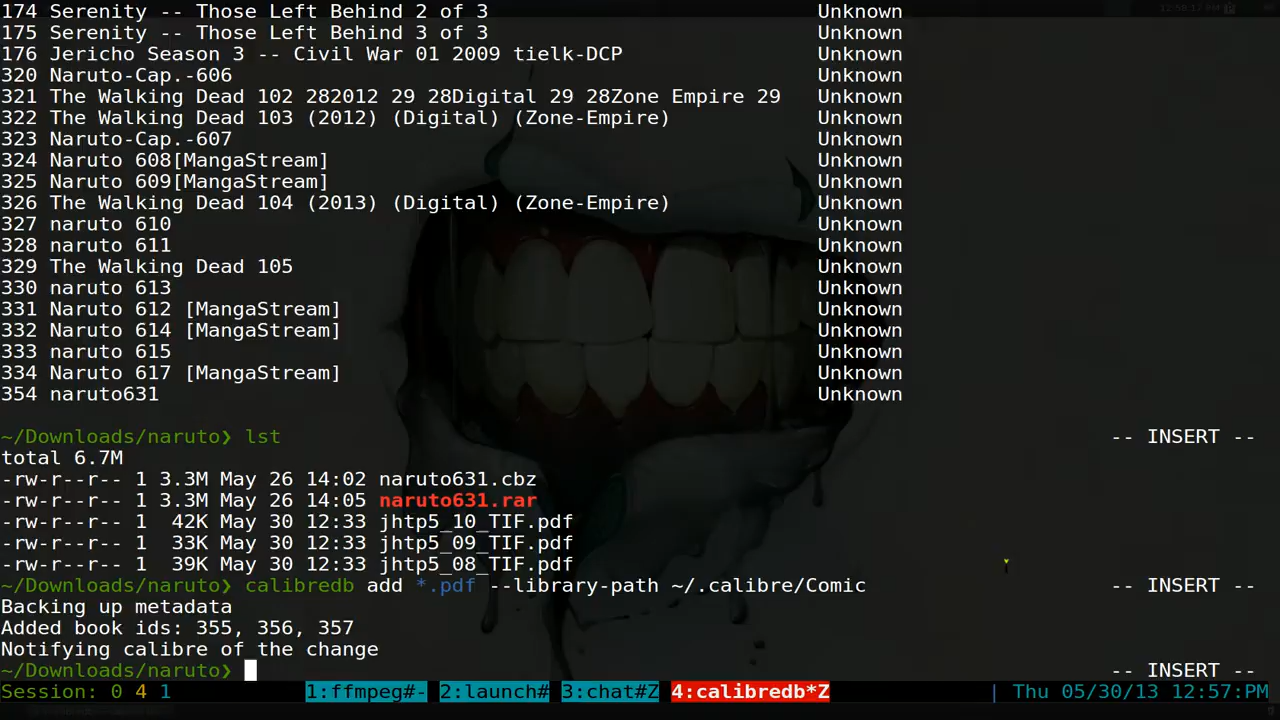 174 Serenity -- Those Left Behind 2 of 3 Unknown
175 Serenity -- Those Left Behind 3 of 3 Unknown
176 Jericho Season 3 -- Civil War 01 2009 tielk-DCP Unknown
320 Naruto-Cap.-606 Unknown
321 The Walking Dead 102 282012 29 28Digital 29 28Zone Empire 29 Unknown
322 The Walking Dead 103 (2012) (Digital) (Zone-Empire) Unknown
323 Naruto-Cap.-607 Unknown
324 Naruto 608[MangaStream] Unknown
325 Naruto 609[MangaStream] Unknown
326 The Walking Dead 104 (2013) (Digital) (Zone-Empire) Unknown
327 naruto 610 Unknown
328 naruto 611 Unknown
329 The Walking Dead 105 Unknown
330 naruto 613 Unknown
331 Naruto 612 [MangaStream] Unknown
332 Naruto 614 [MangaStream] Unknown
333 naruto 615 Unknown
334 Naruto 617 [MangaStream] Unknown
354 naruto631 Unknown
~/Downloads/naruto❯ lst -- INSERT --
total 6.7M
-rw-r--r-- 1 3.3M May 26 14:02 naruto631.cbz
-rw-r--r-- 1 3.3M May 26 14:05 naruto631.rar
-rw-r--r-- 1 42K May 30 12:33 jhtp5_10_TIF.pdf
-rw-r--r-- 1 33K May 30 12:33 jhtp5_09_TIF.pdf
-rw-r--r-- 1 39K May 30 12:33 jhtp5_08_TIF.pdf
~/Downloads/naruto❯ calibredb add *.pdf --library-path ~/.calibre/Comic -- INSERT --
Backing up metadata
Added book ids: 355, 356, 357
Notifying calibre of the change
~/Downloads/naruto❯ -- INSERT --
Session: 0 4 1 1:ffmpeg#- 2:launch# 3:chat#Z 4:calibredb*Z | Thu 05/30/13 12:57:PM